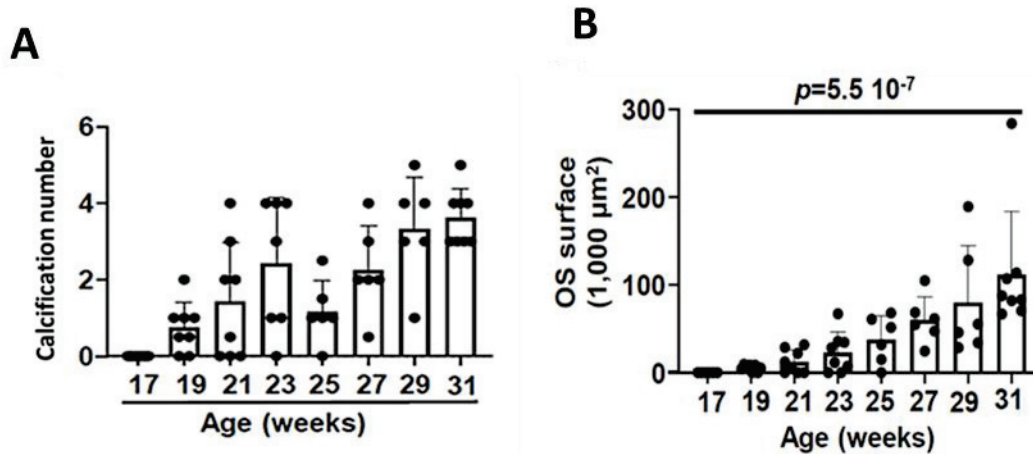 A
Calcification number
6
4
2
0
17 19 21 23 25 27 29 31
Age (weeks)
B
p=5.5 10⁻⁷
OS surface
(1,000 µm²)
300
200
100
0
17 19 21 23 25 27 29 31
Age (weeks)